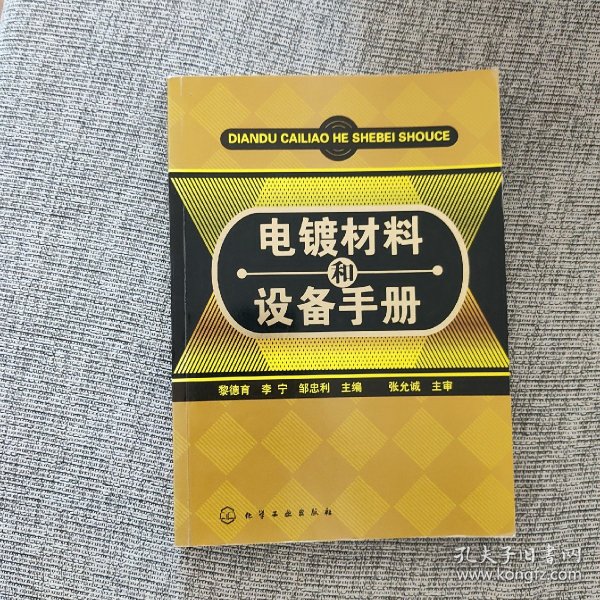 DIANDU CAILIAO HE SHEBEI SHOUCE
电镀材料
和
设备手册
黎德育 李宁 邹忠利 主编 张允诚 主审
化学工业出版社
孔夫子旧书网
www.kongfz.com